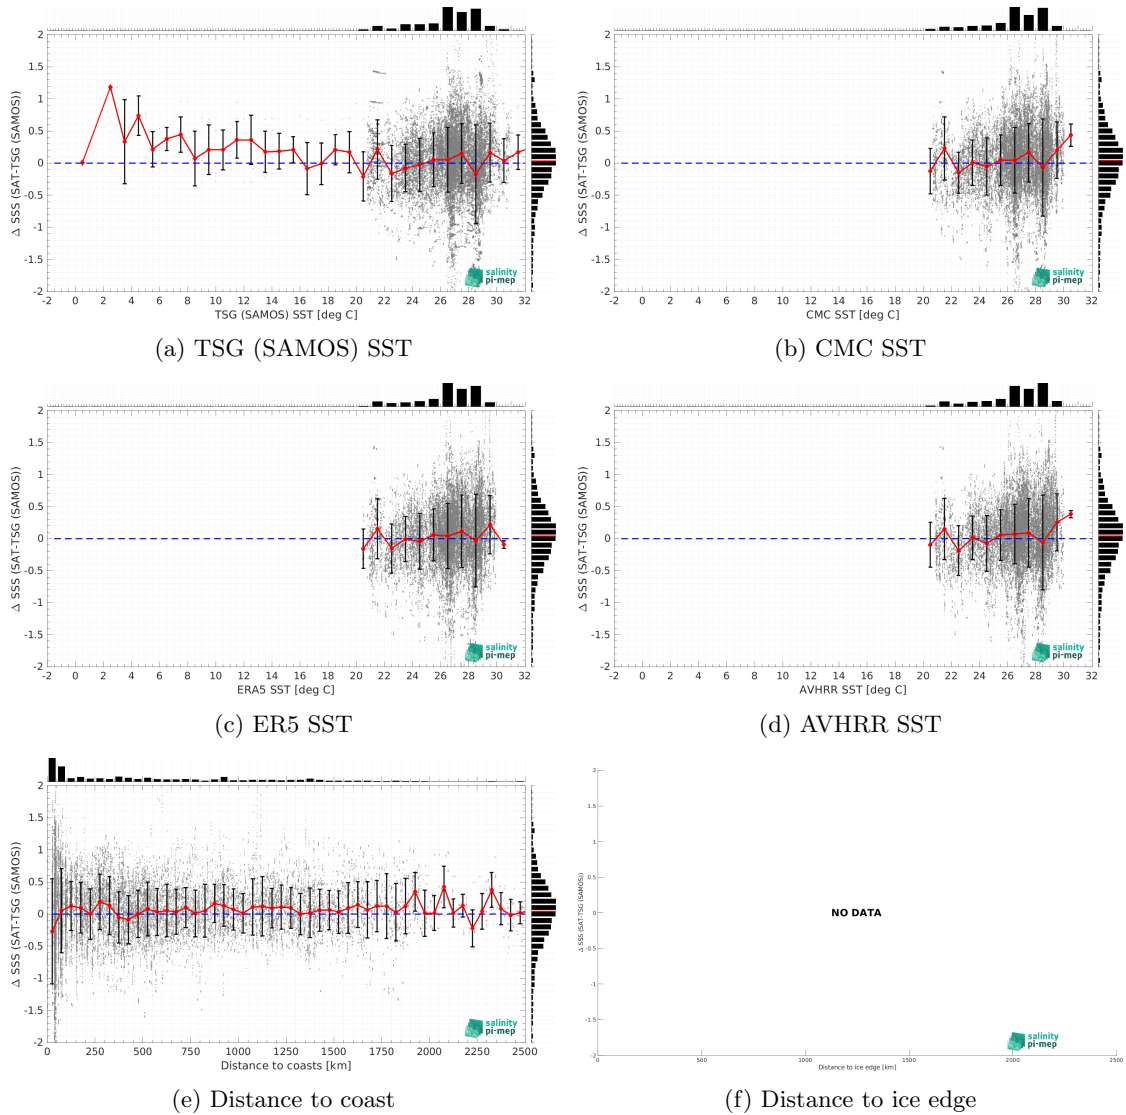 2
1.5
1
0.5
0
-0.5
-1
-1.5
-2
Δ SSS (SAT-TSG (SAMOS))
-2 0 2 4 6 8 10 12 14 16 18 20 22 24 26 28 30 32
TSG (SAMOS) SST [deg C]
salinity
pi-mep
(a) TSG (SAMOS) SST
2
1.5
1
0.5
0
-0.5
-1
-1.5
-2
Δ SSS (SAT-TSG (SAMOS))
-2 0 2 4 6 8 10 12 14 16 18 20 22 24 26 28 30 32
CMC SST [deg C]
salinity
pi-mep
(b) CMC SST
2
1.5
1
0.5
0
-0.5
-1
-1.5
-2
Δ SSS (SAT-TSG (SAMOS))
-2 0 2 4 6 8 10 12 14 16 18 20 22 24 26 28 30 32
ERA5 SST [deg C]
salinity
pi-mep
(c) ER5 SST
2
1.5
1
0.5
0
-0.5
-1
-1.5
-2
Δ SSS (SAT-TSG (SAMOS))
-2 0 2 4 6 8 10 12 14 16 18 20 22 24 26 28 30 32
AVHRR SST [deg C]
salinity
pi-mep
(d) AVHRR SST
2
1.5
1
0.5
0
-0.5
-1
-1.5
-2
Δ SSS (SAT-TSG (SAMOS))
0 250 500 750 1000 1250 1500 1750 2000 2250 2500
Distance to coasts [km]
salinity
pi-mep
(e) Distance to coast
2
1.5
1
0.5
0
-0.5
-1
-1.5
-2
Δ SSS (SAT-TSG (SAMOS))
NO DATA
0 500 1000 1500 2000 2500
Distance to ice edge [km]
salinity
pi-mep
(f) Distance to ice edge